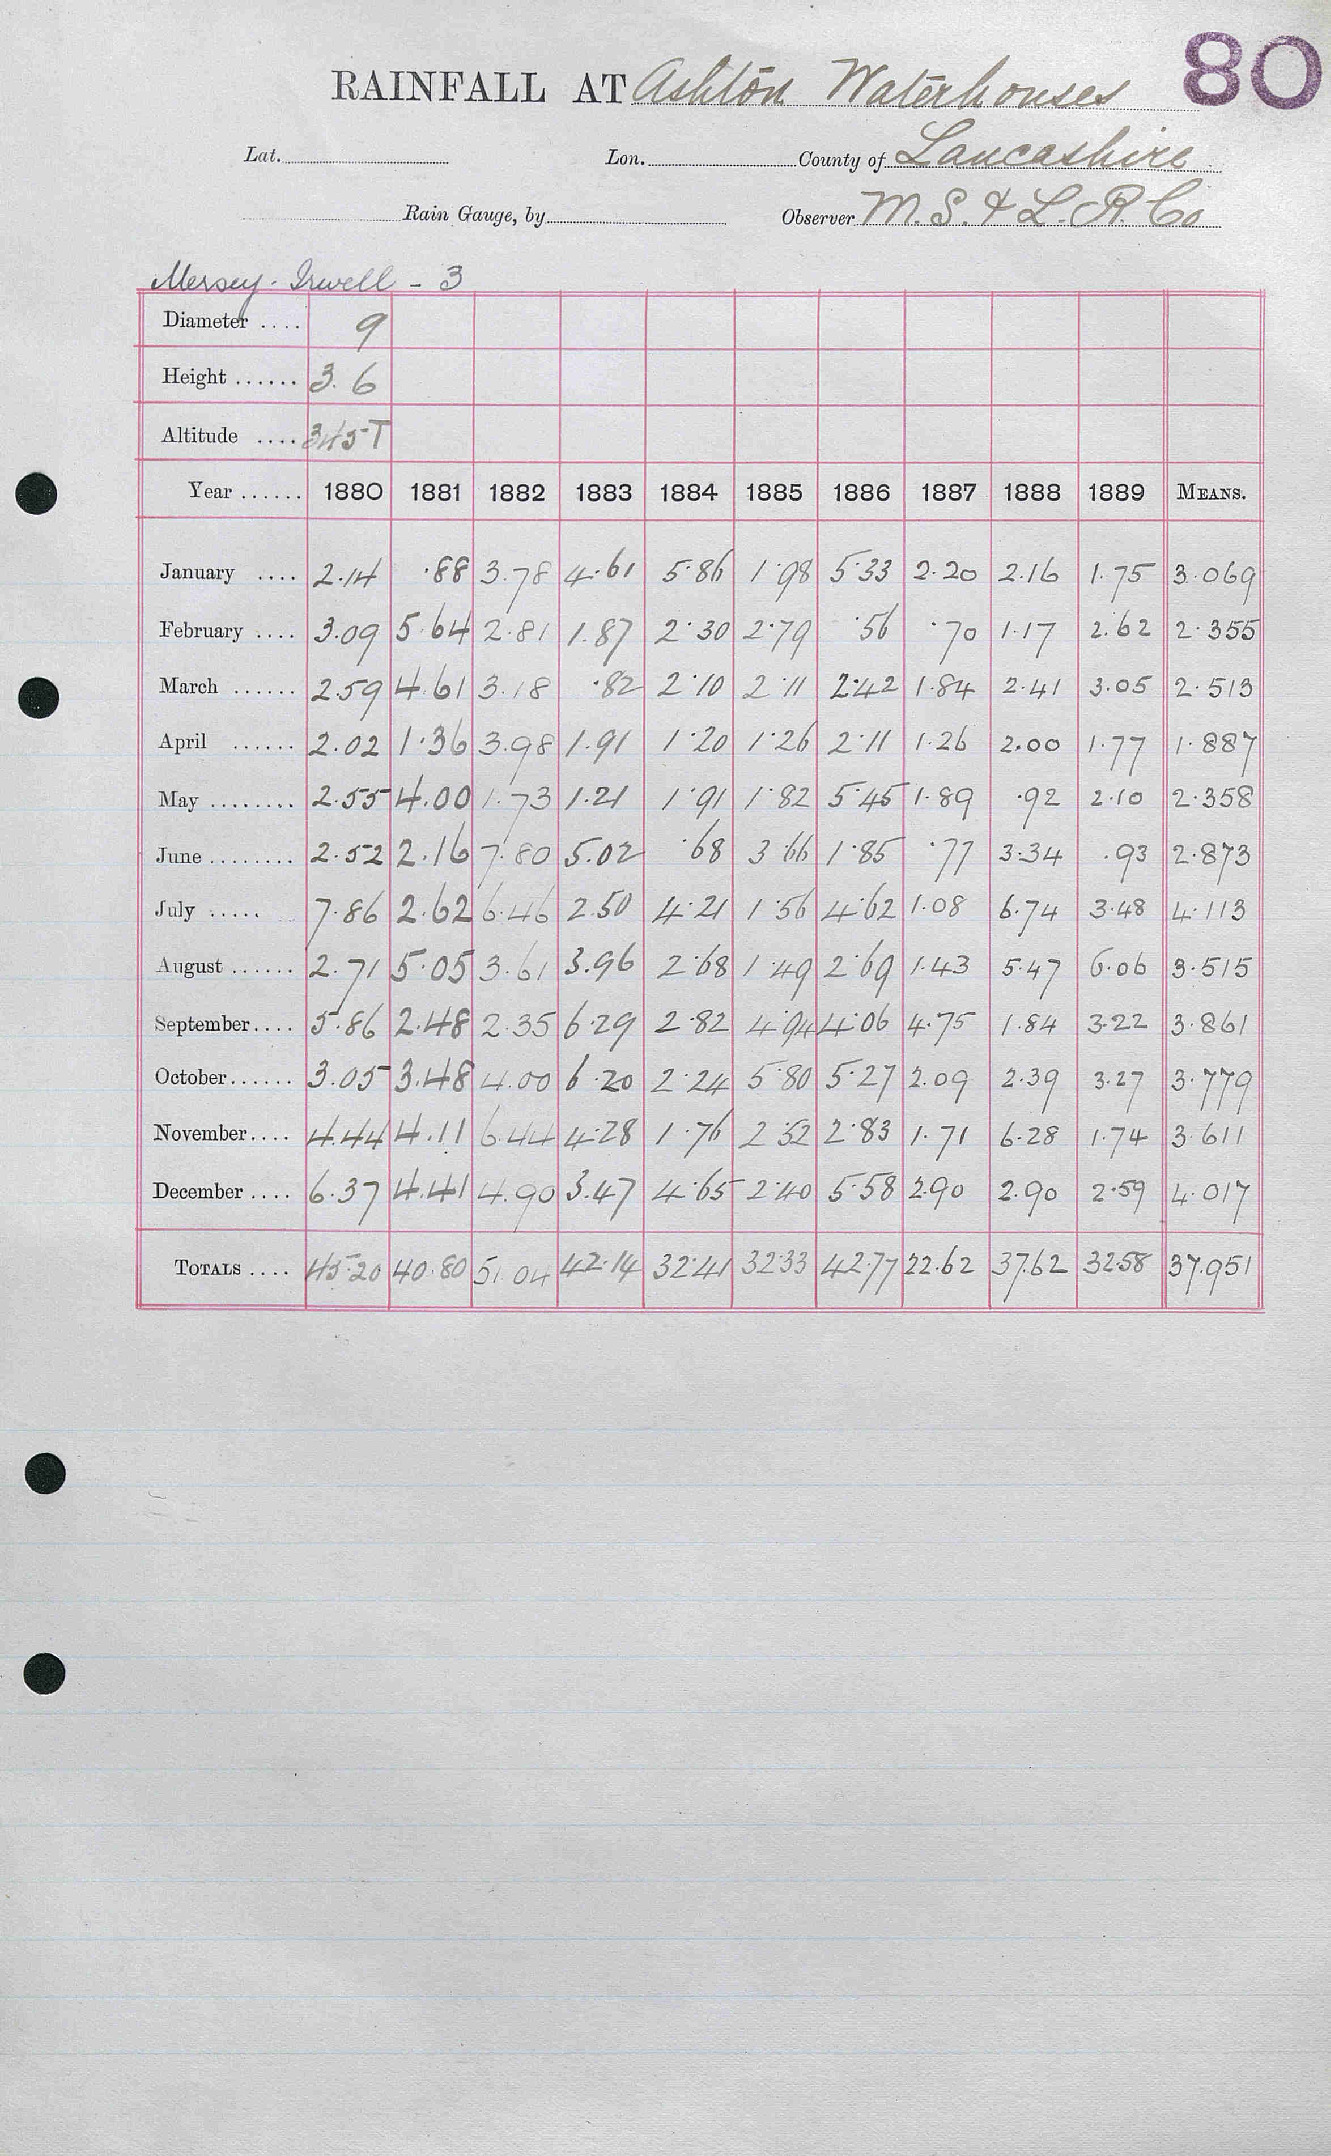 80
RAINFALL AT Ashton Waterhouses
Lat. Lon. County of Lancashire
Rain Gauge, by Observer M. S. & L. R. Co
Mersey. Irwell - 3
Diameter .... 9
Height ...... 3.6
Altitude .... 345 T
Year ...... 1880 1881 1882 1883 1884 1885 1886 1887 1888 1889 MEANS.
January .... 2.14 .88 3.78 4.61 5.86 1.98 5.33 2.20 2.16 1.75 3.069
February .... 3.09 5.64 2.81 1.87 2.30 2.79 .56 .70 1.17 2.62 2.355
March ...... 2.59 4.61 3.18 .82 2.10 2.11 2.42 1.84 2.41 3.05 2.513
April ...... 2.02 1.36 3.98 1.91 1.20 1.26 2.11 1.26 2.00 1.77 1.887
May ........ 2.55 4.00 1.73 1.21 1.91 1.82 5.45 1.89 .92 2.10 2.358
June ........ 2.52 2.16 7.80 5.02 .68 3.66 1.85 .77 3.34 .93 2.873
July ..... 7.86 2.62 6.46 2.50 4.21 1.56 4.62 1.08 6.74 3.48 4.113
August ...... 2.71 5.05 3.61 3.96 2.68 1.49 2.69 1.43 5.47 6.06 3.515
September.... 5.86 2.48 2.35 6.29 2.82 4.94 4.06 4.75 1.84 3.22 3.861
October...... 3.05 3.48 4.00 6.20 2.24 5.80 5.27 2.09 2.39 3.27 3.779
November.... 4.44 4.11 6.44 4.28 1.76 2.52 2.83 1.71 6.28 1.74 3.611
December .... 6.37 4.41 4.90 3.47 4.65 2.40 5.58 2.90 2.90 2.59 4.017
TOTALS .... 45.20 40.80 51.04 42.14 32.41 32.33 42.77 22.62 37.62 32.58 37.951